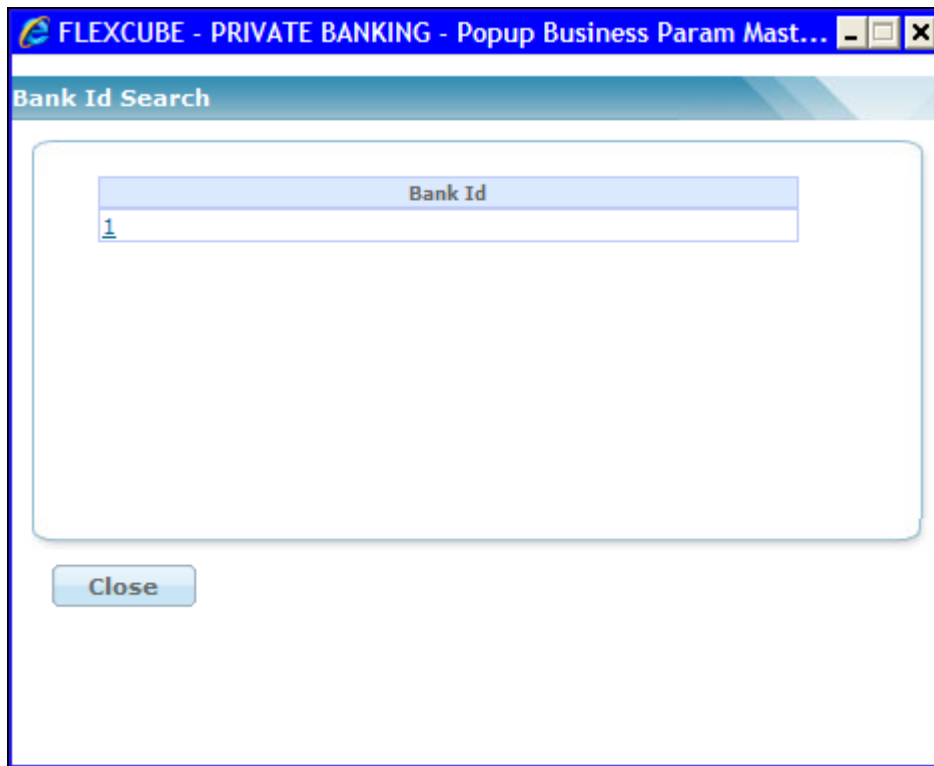 FLEXCUBE - PRIVATE BANKING - Popup Business Param Mast...
Bank Id Search
Bank Id
1
Close